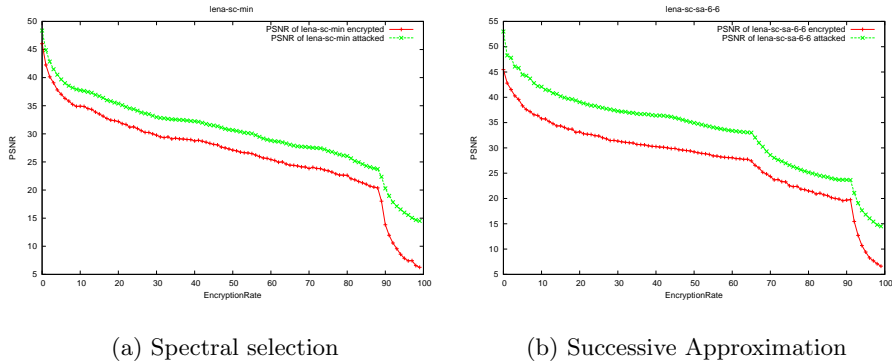 lena-sc-min
PSNR of lena-sc-min encrypted
PSNR of lena-sc-min attacked
50
45
40
35
30
25
20
15
10
5
PSNR
0 10 20 30 40 50 60 70 80 90 100
EncryptionRate
(a) Spectral selection
lena-sc-sa-6-6
PSNR of lena-sc-sa-6-6 encrypted
PSNR of lena-sc-sa-6-6 attacked
55
50
45
40
35
30
25
20
15
10
5
PSNR
0 10 20 30 40 50 60 70 80 90 100
EncryptionRate
(b) Successive Approximation